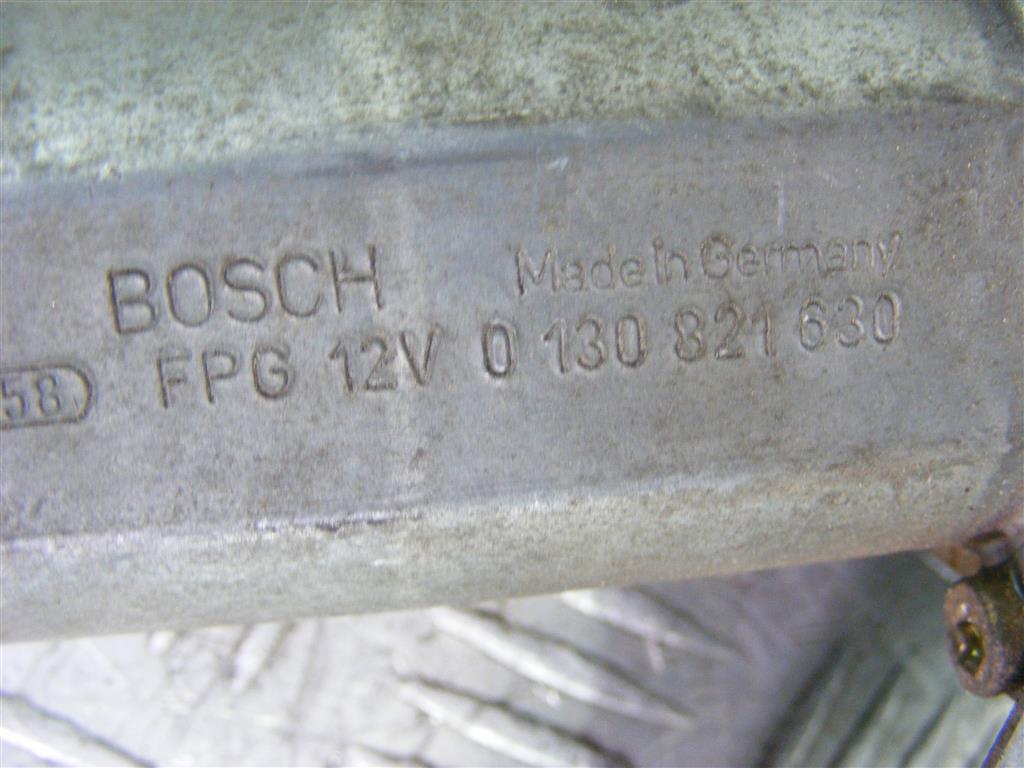 BOSCH Made in Germany
58 FPG 12V 0 130 821 630